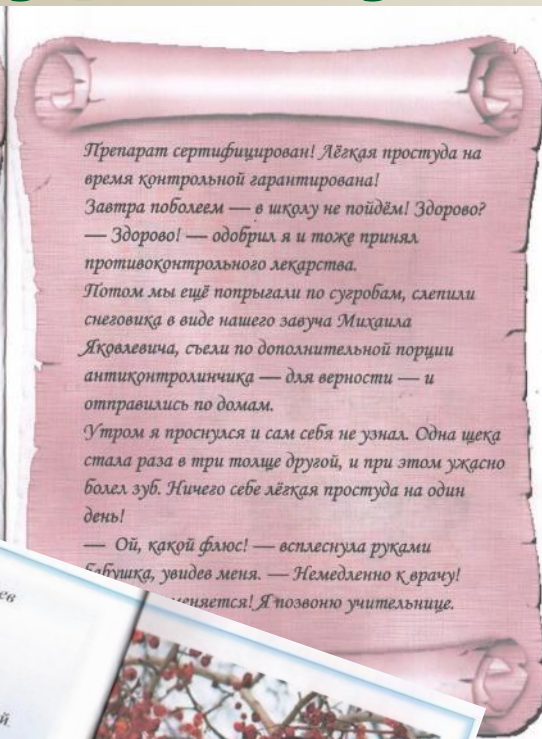 Препарат сертифицирован! Лёгкая простуда на
время контрольной гарантирована!
Завтра поболеем — в школу не пойдём! Здорово?
— Здорово! — одобрил я и тоже принял
противоконтрольного лекарства.
Потом мы ещё попрыгали по сугробам, слепили
снеговика в виде нашего завуча Михаила
Яковлевича, съели по дополнительной порции
антиконтролинчика — для верности — и
отправились по домам.
Утром я проснулся и сам себя не узнал. Одна щека
стала раза в три толще другой, и при этом ужасно
болел зуб. Ничего себе лёгкая простуда на один
день!
— Ой, какой флюс! — всплеснула руками
бабушка, увидев меня. — Немедленно к врачу!
Я позвоню учительнице.